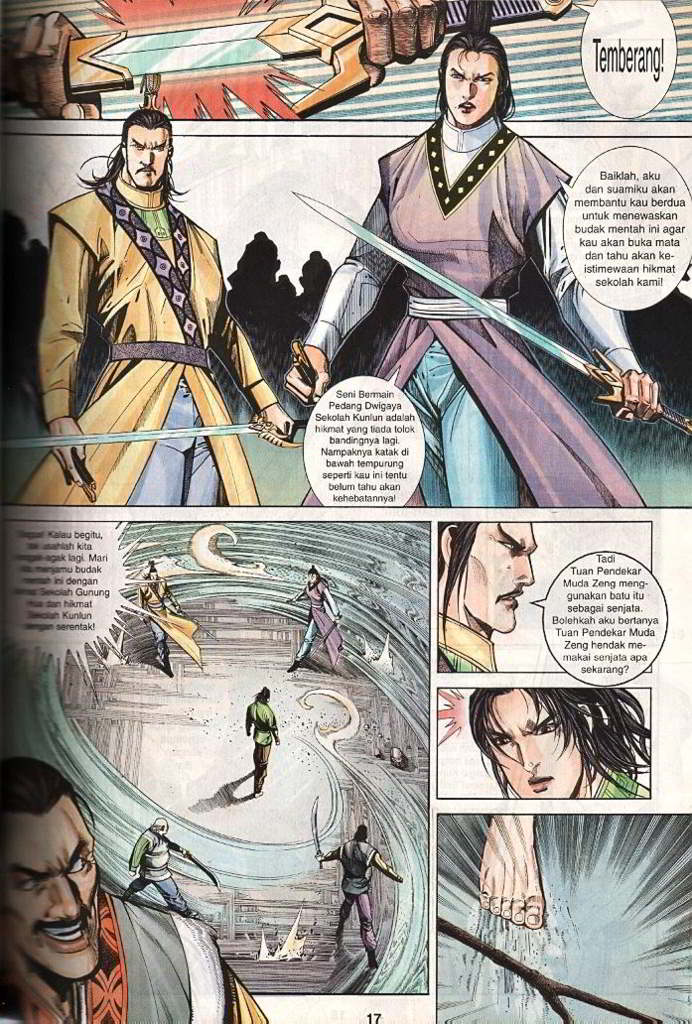 Temberang!
Baiklah, aku
dan suamiku akan
membantu kau berdua
untuk menewaskan
budak mentah ini agar
kau akan buka mata
dan tahu akan ke-
istimewaan hikmat
sekolah kami!
Seni Bermain
Pedang Dwigaya
Sekolah Kunlun adalah
hikmat yang tiada tolok
bandingnya lagi.
Nampaknya katak di
bawah tempurung
seperti kau ini tentu
belum tahu akan
kehebatannya!
Kalau begitu,
usahlah kita
agak-agak lagi. Mari
menjamu budak
mentah ini dengan
Sekolah Gunung
Hua dan hikmat
Sekolah Kunlun
dengan serentak!
Tadi
Tuan Pendekar
Muda Zeng meng-
gunakan batu itu
sebagai senjata.
Bolehkah aku bertanya
Tuan Pendekar Muda
Zeng hendak me-
makai senjata apa
sekarang?
17